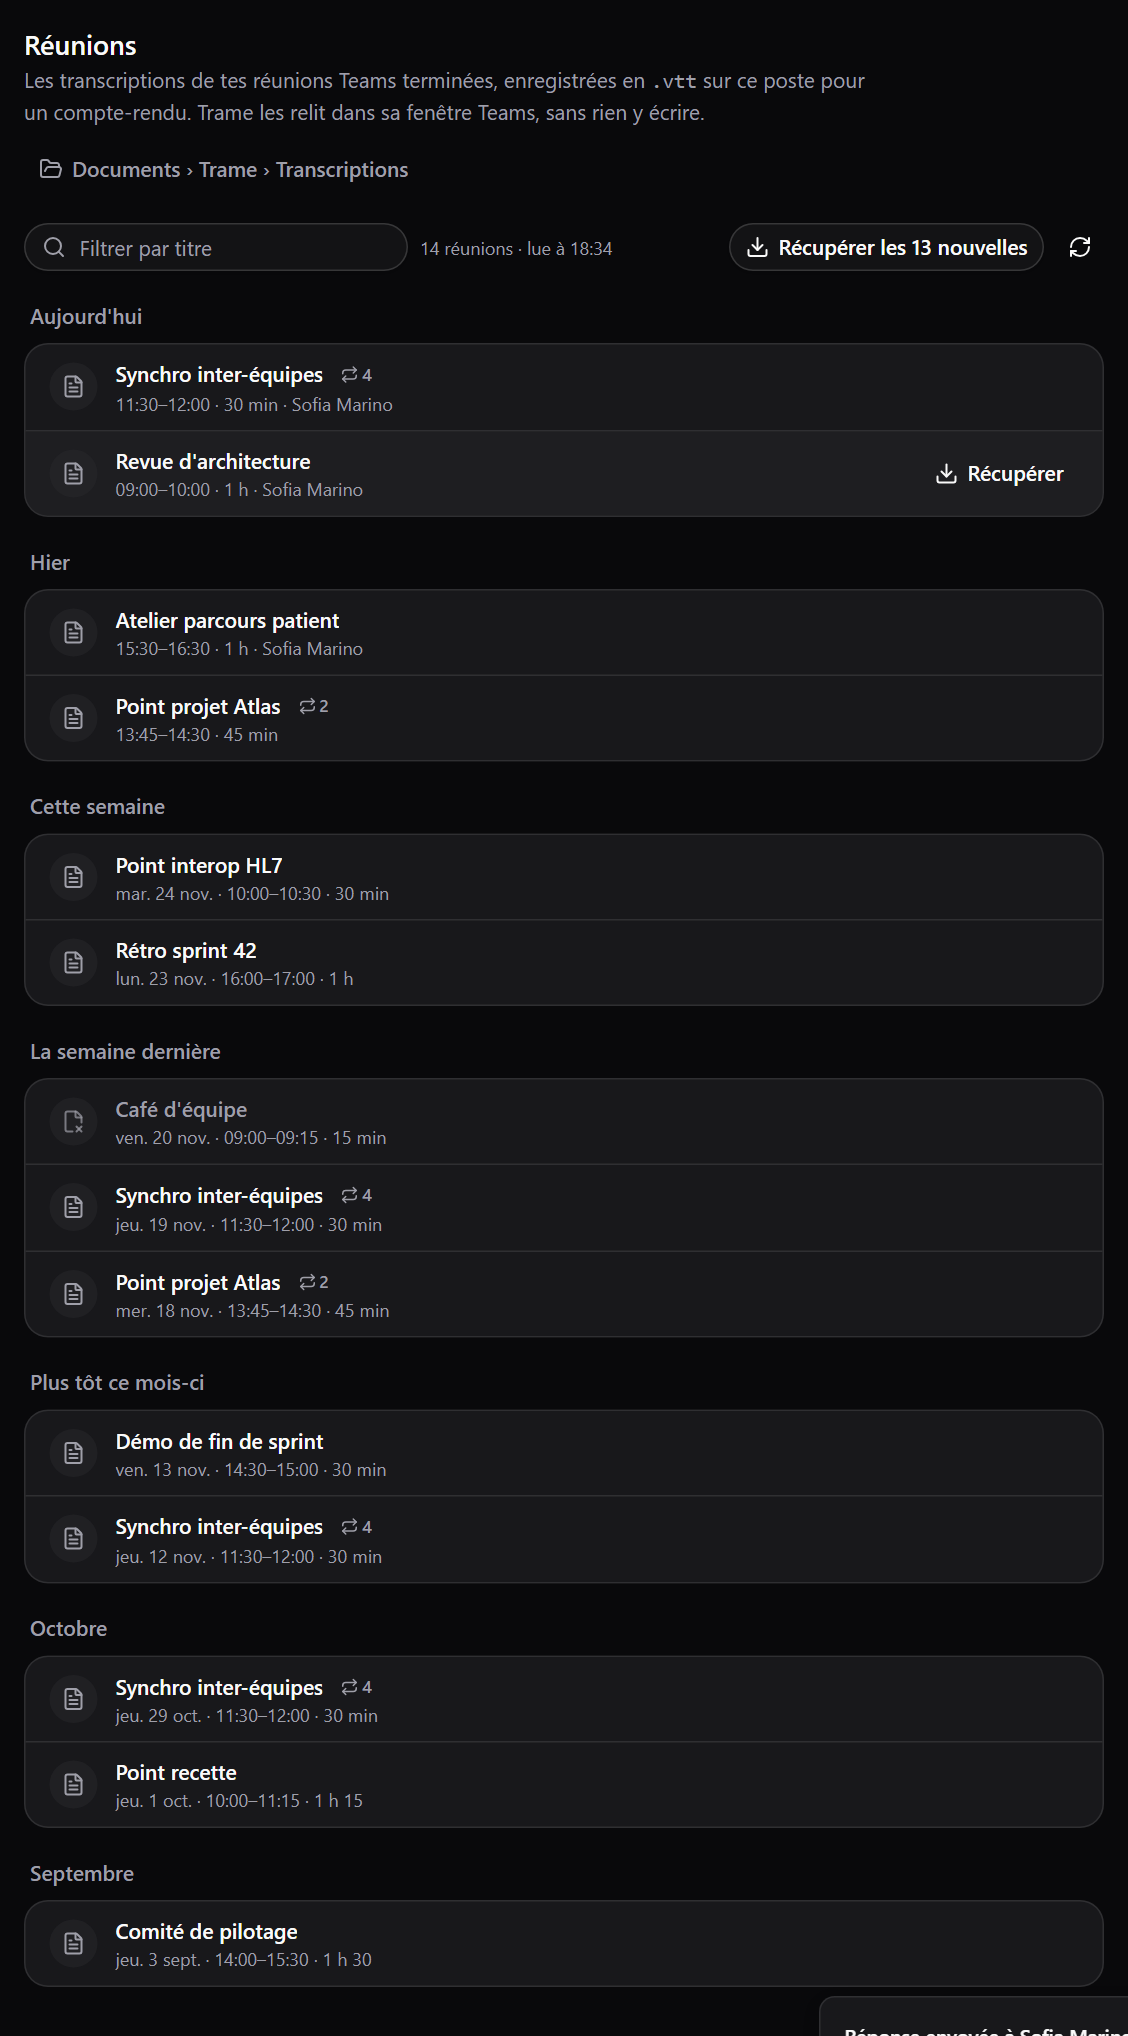 Réunions
Les transcriptions de tes réunions Teams terminées, enregistrées en .vtt sur ce poste pour
un compte-rendu. Trame les relit dans sa fenêtre Teams, sans rien y écrire.
Documents › Trame › Transcriptions
Filtrer par titre
14 réunions · lue à 18:34
Récupérer les 13 nouvelles
Aujourd'hui
Synchro inter-équipes 4
11:30–12:00 · 30 min · Sofia Marino
Revue d'architecture
09:00–10:00 · 1 h · Sofia Marino
Récupérer
Hier
Atelier parcours patient
15:30–16:30 · 1 h · Sofia Marino
Point projet Atlas 2
13:45–14:30 · 45 min
Cette semaine
Point interop HL7
mar. 24 nov. · 10:00–10:30 · 30 min
Rétro sprint 42
lun. 23 nov. · 16:00–17:00 · 1 h
La semaine dernière
Café d'équipe
ven. 20 nov. · 09:00–09:15 · 15 min
Synchro inter-équipes 4
jeu. 19 nov. · 11:30–12:00 · 30 min
Point projet Atlas 2
mer. 18 nov. · 13:45–14:30 · 45 min
Plus tôt ce mois-ci
Démo de fin de sprint
ven. 13 nov. · 14:30–15:00 · 30 min
Synchro inter-équipes 4
jeu. 12 nov. · 11:30–12:00 · 30 min
Octobre
Synchro inter-équipes 4
jeu. 29 oct. · 11:30–12:00 · 30 min
Point recette
jeu. 1 oct. · 10:00–11:15 · 1 h 15
Septembre
Comité de pilotage
jeu. 3 sept. · 14:00–15:30 · 1 h 30
Réponse envoyée à Sofia